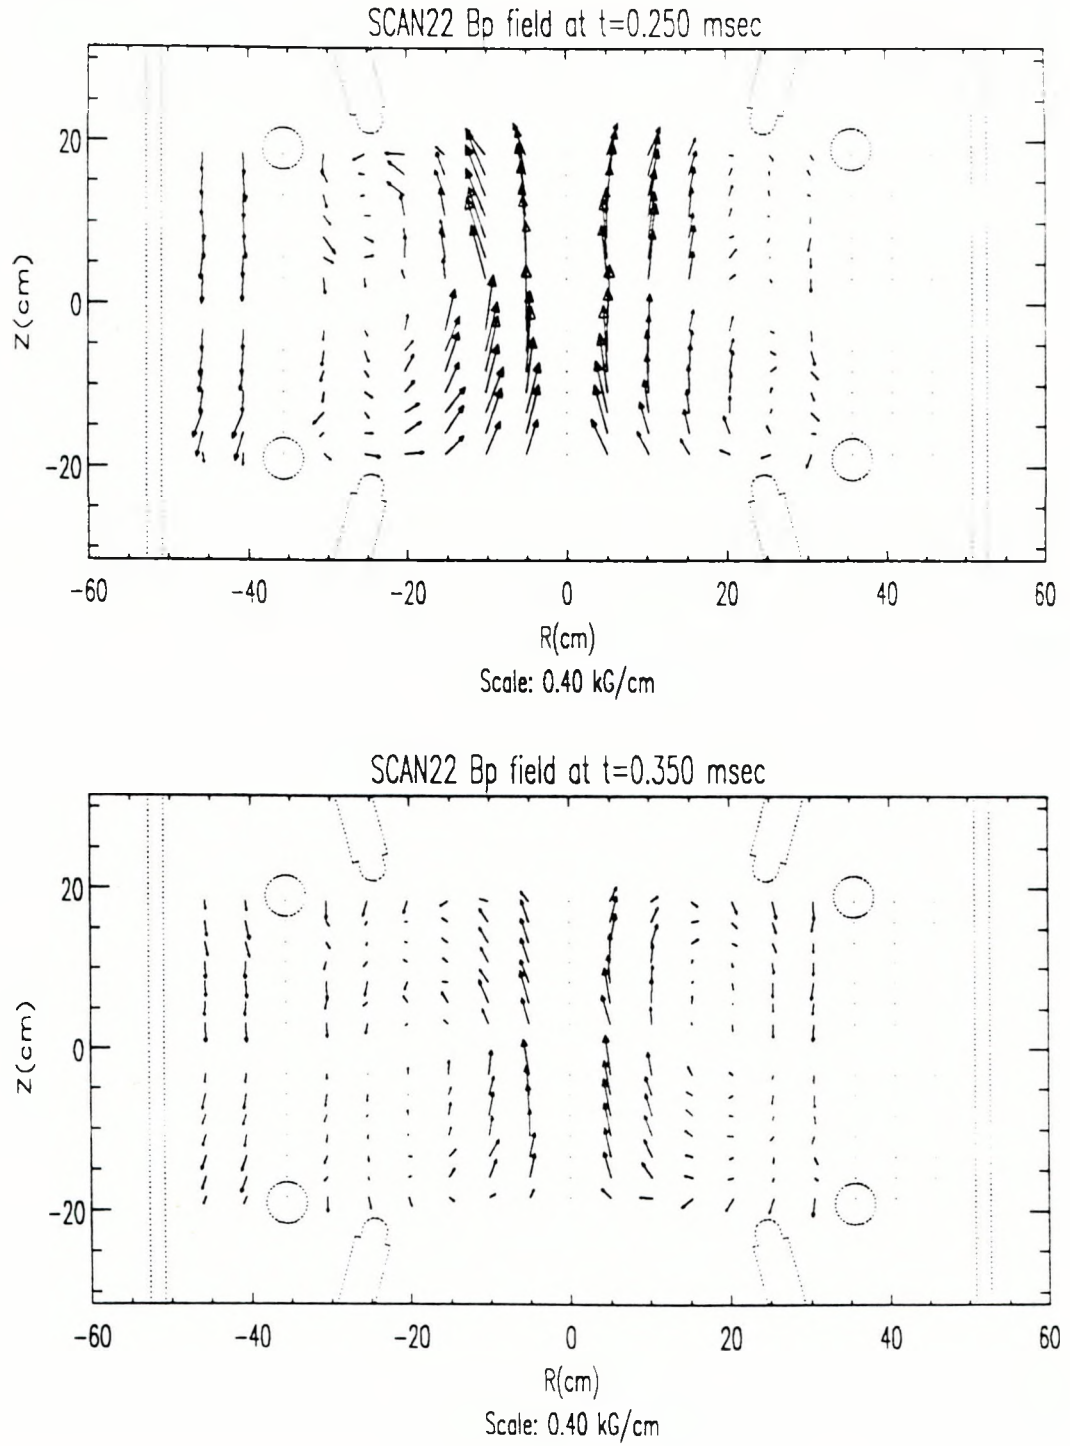 SCAN22 Bp field at t=0.250 msec
20
0
-20
Z(cm)
-60 -40 -20 0 20 40 60
R(cm)
Scale: 0.40 kG/cm
SCAN22 Bp field at t=0.350 msec
20
0
-20
Z(cm)
-60 -40 -20 0 20 40 60
R(cm)
Scale: 0.40 kG/cm